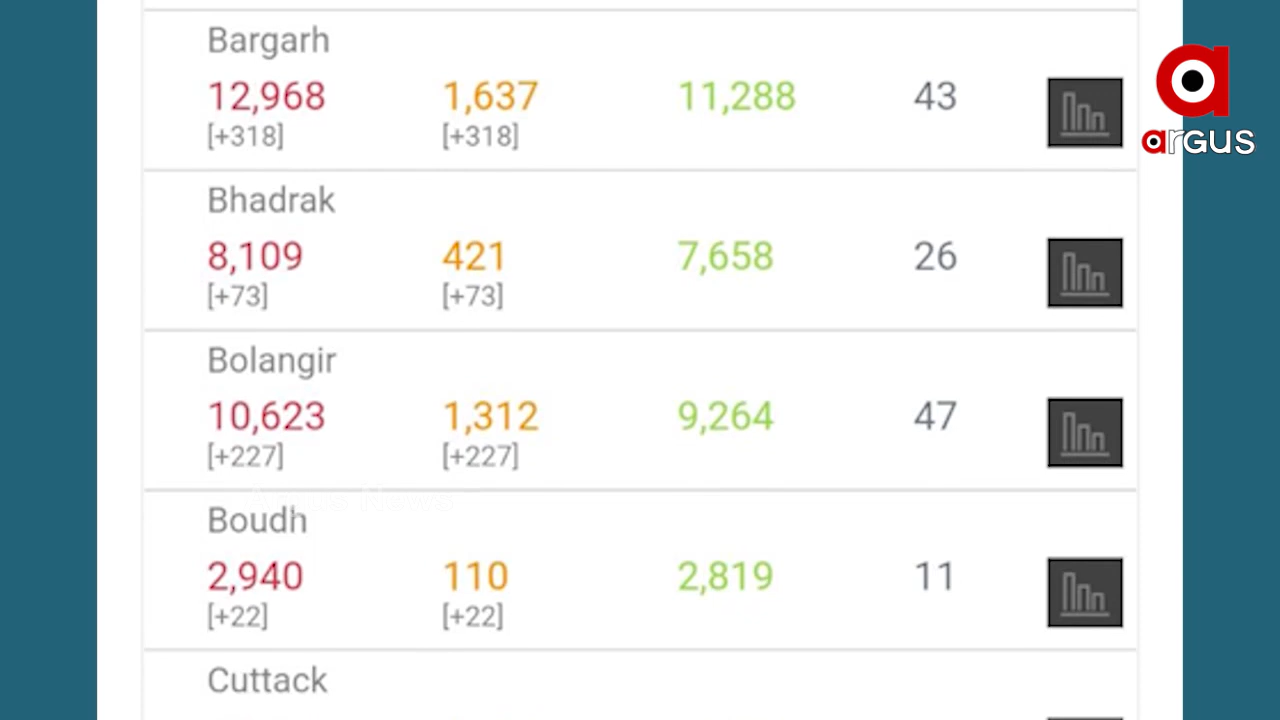 Bargarh
12,968 1,637 11,288 43
[+318] [+318]
argus
Bhadrak
8,109 421 7,658 26
[+73] [+73]
Bolangir
10,623 1,312 9,264 47
[+227] [+227]
Argus News
Boudh
2,940 110 2,819 11
[+22] [+22]
Cuttack